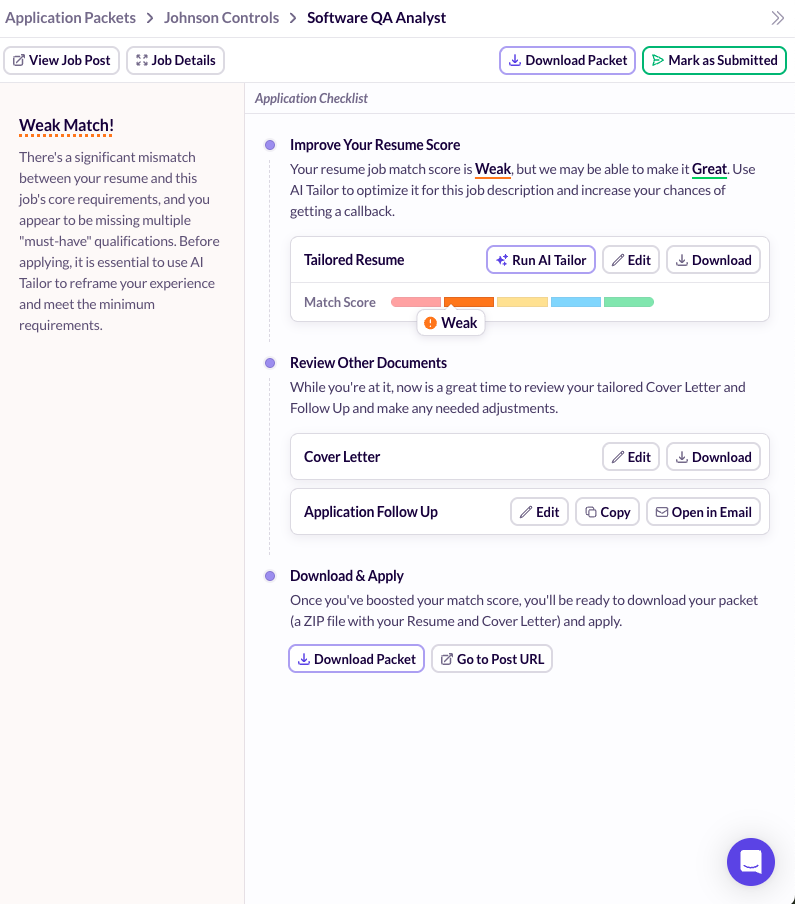 Application Packets > Johnson Controls > Software QA Analyst
View Job Post Job Details Download Packet Mark as Submitted
Weak Match!
There's a significant mismatch
between your resume and this
job's core requirements, and you
appear to be missing multiple
"must-have" qualifications. Before
applying, it is essential to use AI
Tailor to reframe your experience
and meet the minimum
requirements.
Application Checklist
Improve Your Resume Score
Your resume job match score is Weak, but we may be able to make it Great. Use
AI Tailor to optimize it for this job description and increase your chances of
getting a callback.
Tailored Resume Run AI Tailor Edit Download
Match Score
Weak
Review Other Documents
While you're at it, now is a great time to review your tailored Cover Letter and
Follow Up and make any needed adjustments.
Cover Letter Edit Download
Application Follow Up Edit Copy Open in Email
Download & Apply
Once you've boosted your match score, you'll be ready to download your packet
(a ZIP file with your Resume and Cover Letter) and apply.
Download Packet Go to Post URL